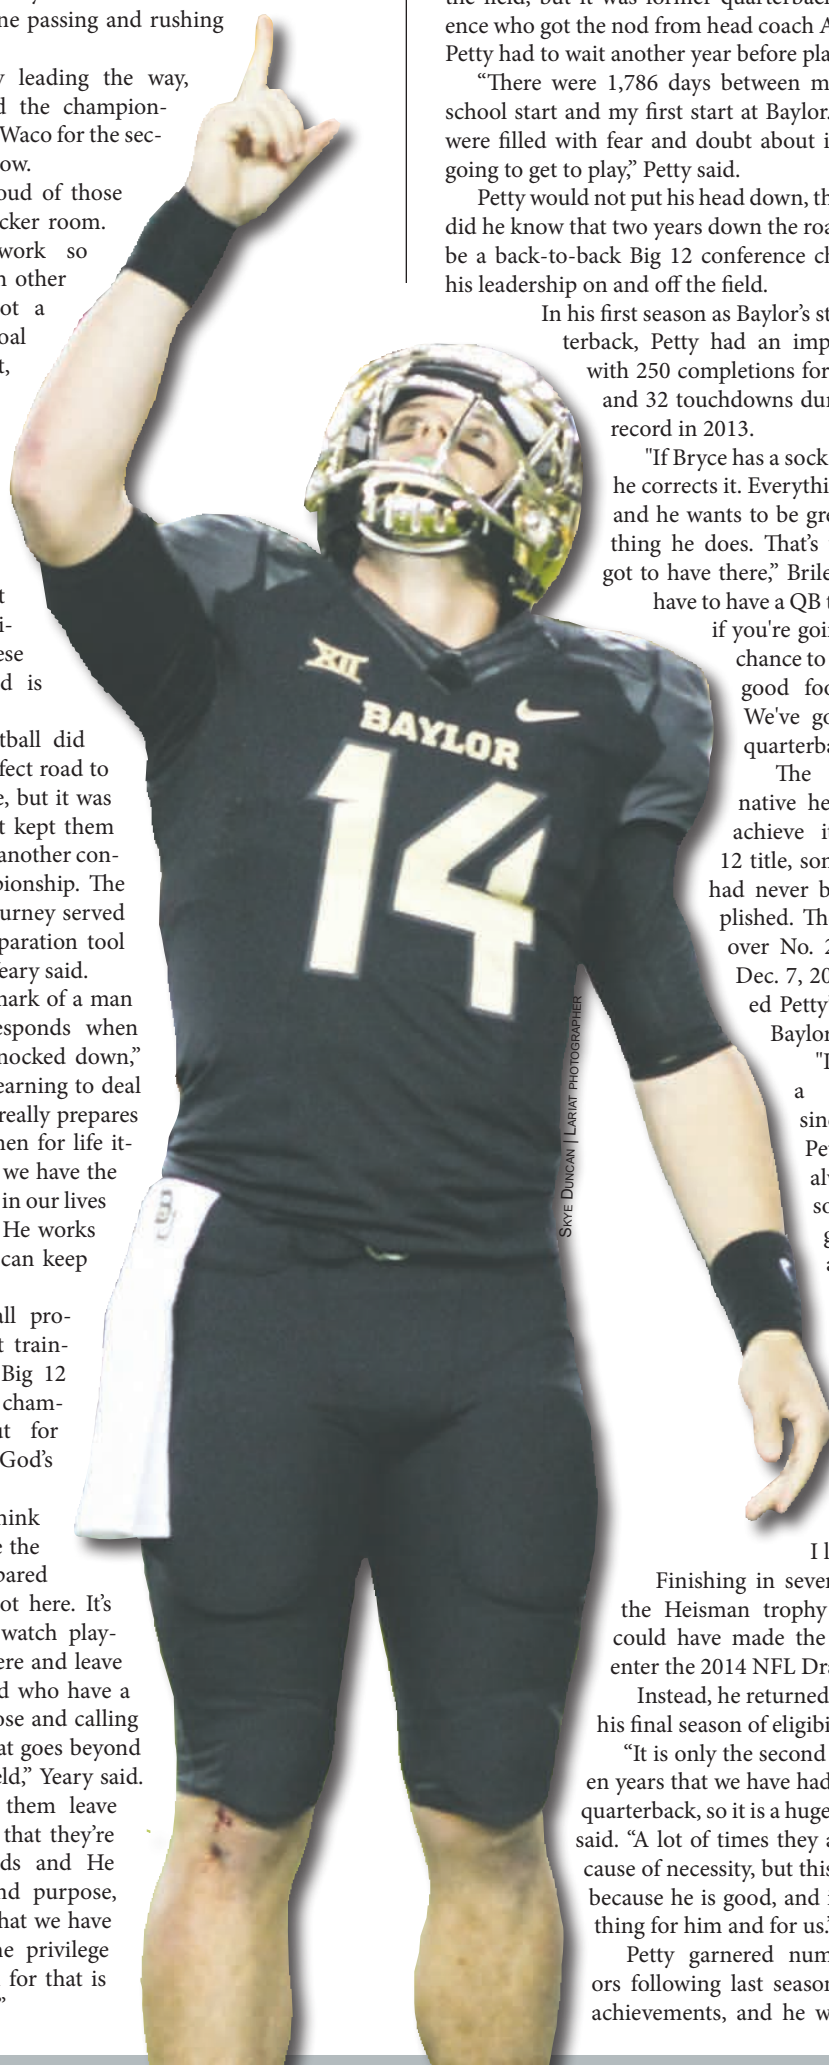 ne passing and rushing
leading the way,
d the champion-
Waco for the sec-
ow.
oud of those
cker room.
work so
other
ot a
oal
t,
t
i-
ese
d is
tball did
fect road to
e, but it was
t kept them
another con-
pionship. The
urney served
paration tool
eary said.
mark of a man
esponds when
nocked down,”
earning to deal
really prepares
hen for life it-
we have the
in our lives
He works
can keep
all pro-
t train-
Big 12
cham-
ut for
God’s
hink
e the
pared
ot here. It’s
watch play-
ere and leave
d who have a
ose and calling
at goes beyond
eld,” Yeary said.
them leave
that they’re
ds and He
nd purpose,
hat we have
he privilege
for that is
”
XII
BAYLOR
14
SKYE DUNCAN | LARIAT PHOTOGRAPHER
ence who got the nod from head coach A
Petty had to wait another year before pla
“There were 1,786 days between m
school start and my first start at Baylor.
were filled with fear and doubt about i
going to get to play,” Petty said.
Petty would not put his head down, th
did he know that two years down the roa
be a back-to-back Big 12 conference ch
his leadership on and off the field.
In his first season as Baylor’s st
terback, Petty had an imp
with 250 completions for
and 32 touchdowns dur
record in 2013.
"If Bryce has a sock
he corrects it. Everythi
and he wants to be gre
thing he does. That’s
got to have there,” Brile
have to have a QB t
if you're goin
chance to
good foo
We've go
quarterba
The
native he
achieve it
12 title, som
had never b
plished. Th
over No. 2
Dec. 7, 20
ed Petty
Baylor
"I
a
sinc
Pe
alw
so
g
a
I l
Finishing in sever
the Heisman trophy
could have made the
enter the 2014 NFL Dra
Instead, he returned
his final season of eligibi
“It is only the second
en years that we have had
quarterback, so it is a huge
said. “A lot of times they a
cause of necessity, but this
because he is good, and i
thing for him and for us.”
Petty garnered num
ors following last season
achievements, and he w